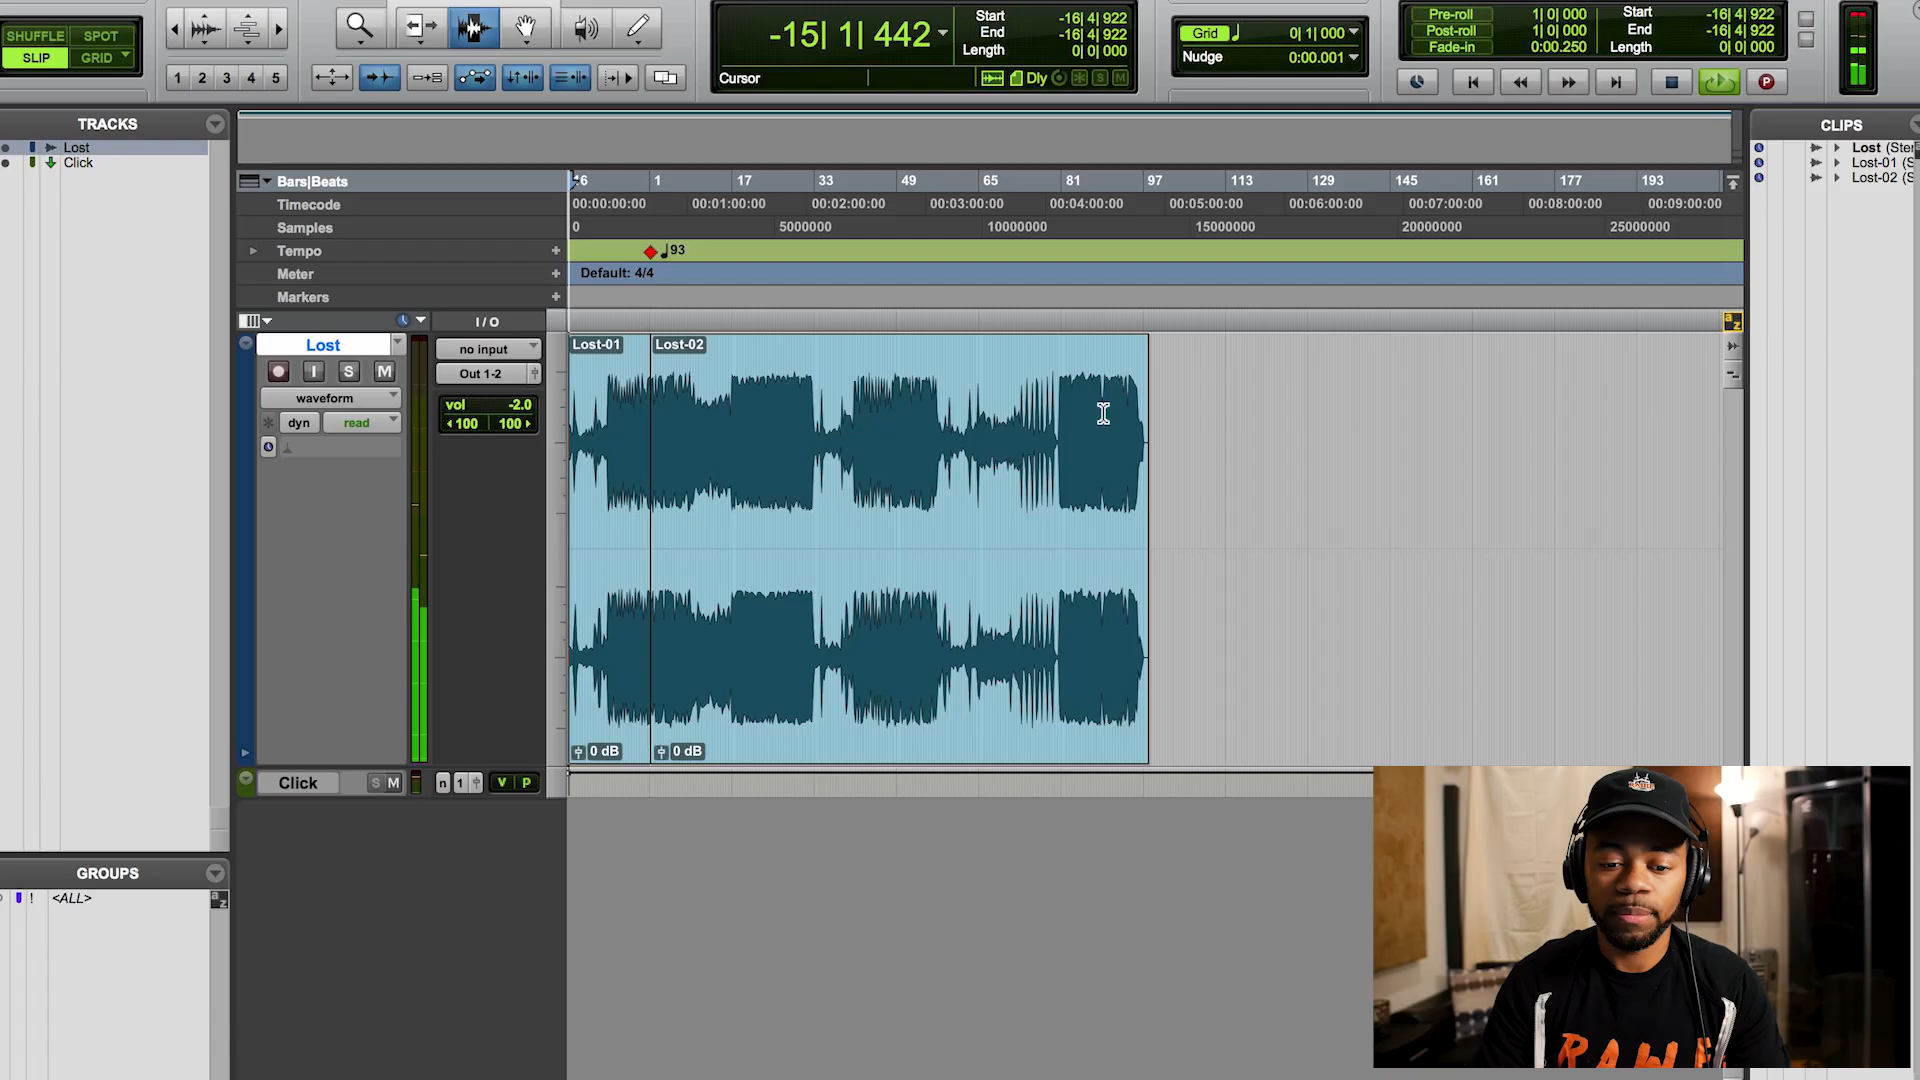 SHUFFLE SPOT
SLIP GRID
1 2 3 4 5
-15| 1| 442
Start -16| 4| 922
End -16| 4| 922
Length 0| 0| 000
Cursor
Dly
S M
Grid 0| 1| 000
Nudge 0:00.001
Pre-roll 1| 0| 000
Post-roll 1| 0| 000
Fade-in 0:00.250
Start -16| 4| 922
End -16| 4| 922
Length 0| 0| 000
P
TRACKS
Lost
Click
GROUPS
! <ALL>
a z
Bars|Beats
-16 1 17 33 49 65 81 97 113 129 145 161 177 193
Timecode
00:00:00:00 00:01:00:00 00:02:00:00 00:03:00:00 00:04:00:00 00:05:00:00 00:06:00:00 00:07:00:00 00:08:00:00 00:09:00:00
Samples
0 5000000 10000000 15000000 20000000 25000000
Tempo
93
Meter
Default: 4/4
Markers
I / O
a z
Lost
I S M
waveform
dyn read
no input
Out 1-2
vol -2.0
100 100
Lost-01
Lost-02
0 dB
0 dB
Click
S M
n 1
V P
CLIPS
Lost (Ster
Lost-01 (S
Lost-02 (S
RAWE